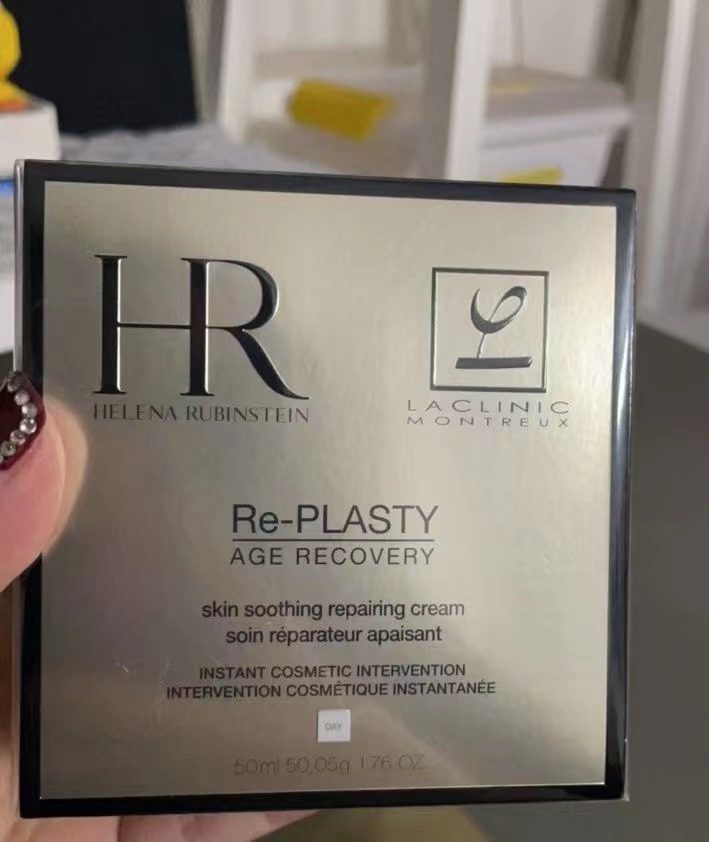 HR
HELENA RUBINSTEIN
LACLINIC
MONTREUX
Re-PLASTY
AGE RECOVERY
skin soothing repairing cream
soin réparateur apaisant
INSTANT COSMETIC INTERVENTION
INTERVENTION COSMÉTIQUE INSTANTANÉE
DAY
50ml 50,05g 1.76 OZ.